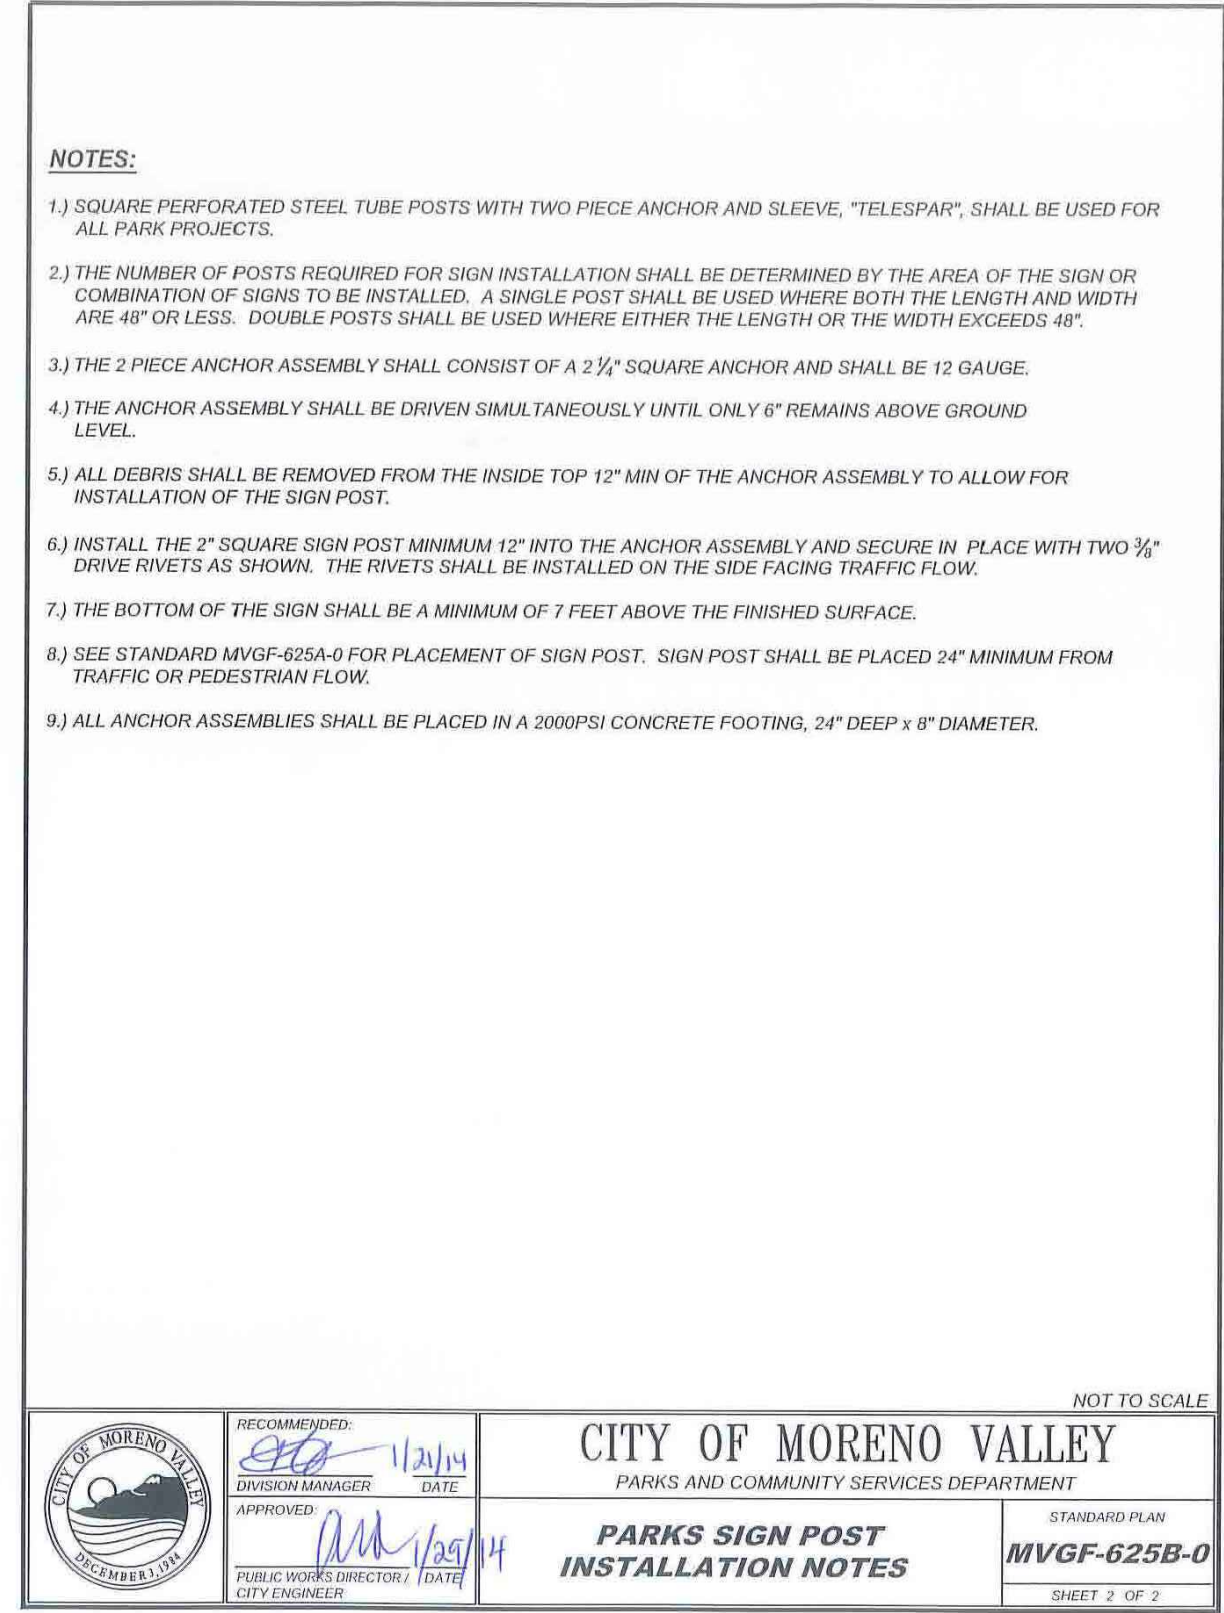 NOTES:
1.) SQUARE PERFORATED STEEL TUBE POSTS WITH TWO PIECE ANCHOR AND SLEEVE, "TELESPAR", SHALL BE USED FOR
ALL PARK PROJECTS.
2.) THE NUMBER OF POSTS REQUIRED FOR SIGN INSTALLATION SHALL BE DETERMINED BY THE AREA OF THE SIGN OR
COMBINATION OF SIGNS TO BE INSTALLED. A SINGLE POST SHALL BE USED WHERE BOTH THE LENGTH AND WIDTH
ARE 48" OR LESS. DOUBLE POSTS SHALL BE USED WHERE EITHER THE LENGTH OR THE WIDTH EXCEEDS 48".
3.) THE 2 PIECE ANCHOR ASSEMBLY SHALL CONSIST OF A 2 ¼" SQUARE ANCHOR AND SHALL BE 12 GAUGE.
4.) THE ANCHOR ASSEMBLY SHALL BE DRIVEN SIMULTANEOUSLY UNTIL ONLY 6" REMAINS ABOVE GROUND
LEVEL.
5.) ALL DEBRIS SHALL BE REMOVED FROM THE INSIDE TOP 12" MIN OF THE ANCHOR ASSEMBLY TO ALLOW FOR
INSTALLATION OF THE SIGN POST.
6.) INSTALL THE 2" SQUARE SIGN POST MINIMUM 12" INTO THE ANCHOR ASSEMBLY AND SECURE IN PLACE WITH TWO ⅜"
DRIVE RIVETS AS SHOWN. THE RIVETS SHALL BE INSTALLED ON THE SIDE FACING TRAFFIC FLOW.
7.) THE BOTTOM OF THE SIGN SHALL BE A MINIMUM OF 7 FEET ABOVE THE FINISHED SURFACE.
8.) SEE STANDARD MVGF-625A-0 FOR PLACEMENT OF SIGN POST. SIGN POST SHALL BE PLACED 24" MINIMUM FROM
TRAFFIC OR PEDESTRIAN FLOW.
9.) ALL ANCHOR ASSEMBLIES SHALL BE PLACED IN A 2000PSI CONCRETE FOOTING, 24" DEEP x 8" DIAMETER.
NOT TO SCALE
CITY OF MORENO VALLEY
DECEMBER 3, 1984
RECOMMENDED:
1/21/14
DIVISION MANAGER DATE
APPROVED:
1/29/14
PUBLIC WORKS DIRECTOR / DATE
CITY ENGINEER
CITY OF MORENO VALLEY
PARKS AND COMMUNITY SERVICES DEPARTMENT
PARKS SIGN POST
INSTALLATION NOTES
STANDARD PLAN
MVGF-625B-0
SHEET 2 OF 2